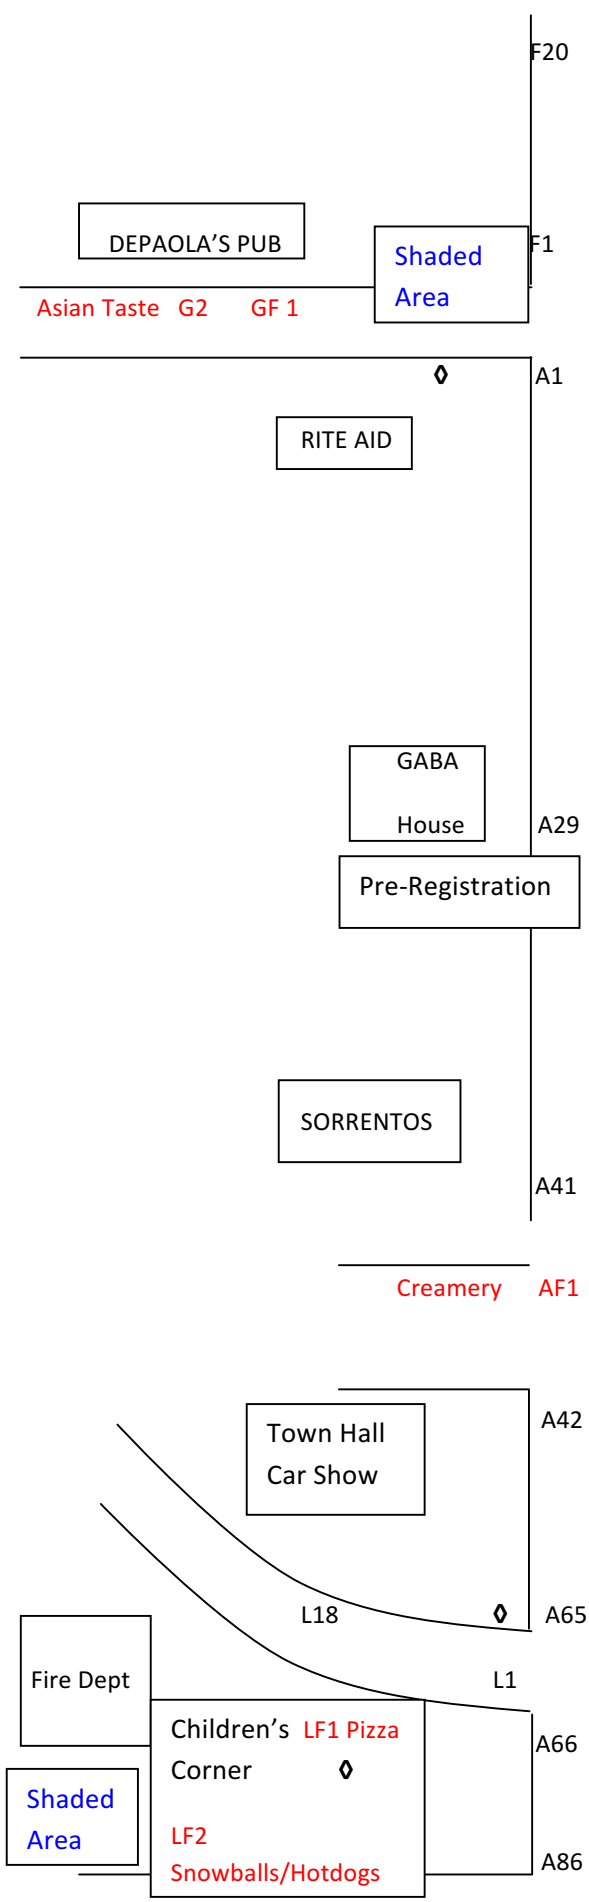 F20
DEPAOLA’S PUB
F1
Shaded
Area
Asian Taste G2 GF 1
◊ A1
RITE AID
GABA
House
A29
Pre-Registration
SORRENTOS
A41
Creamery AF1
A42
Town Hall
Car Show
L18 ◊ A65
Fire Dept
L1
Children’s LF1 Pizza
Corner ◊
A66
Shaded
Area
LF2
Snowballs/Hotdogs
A86